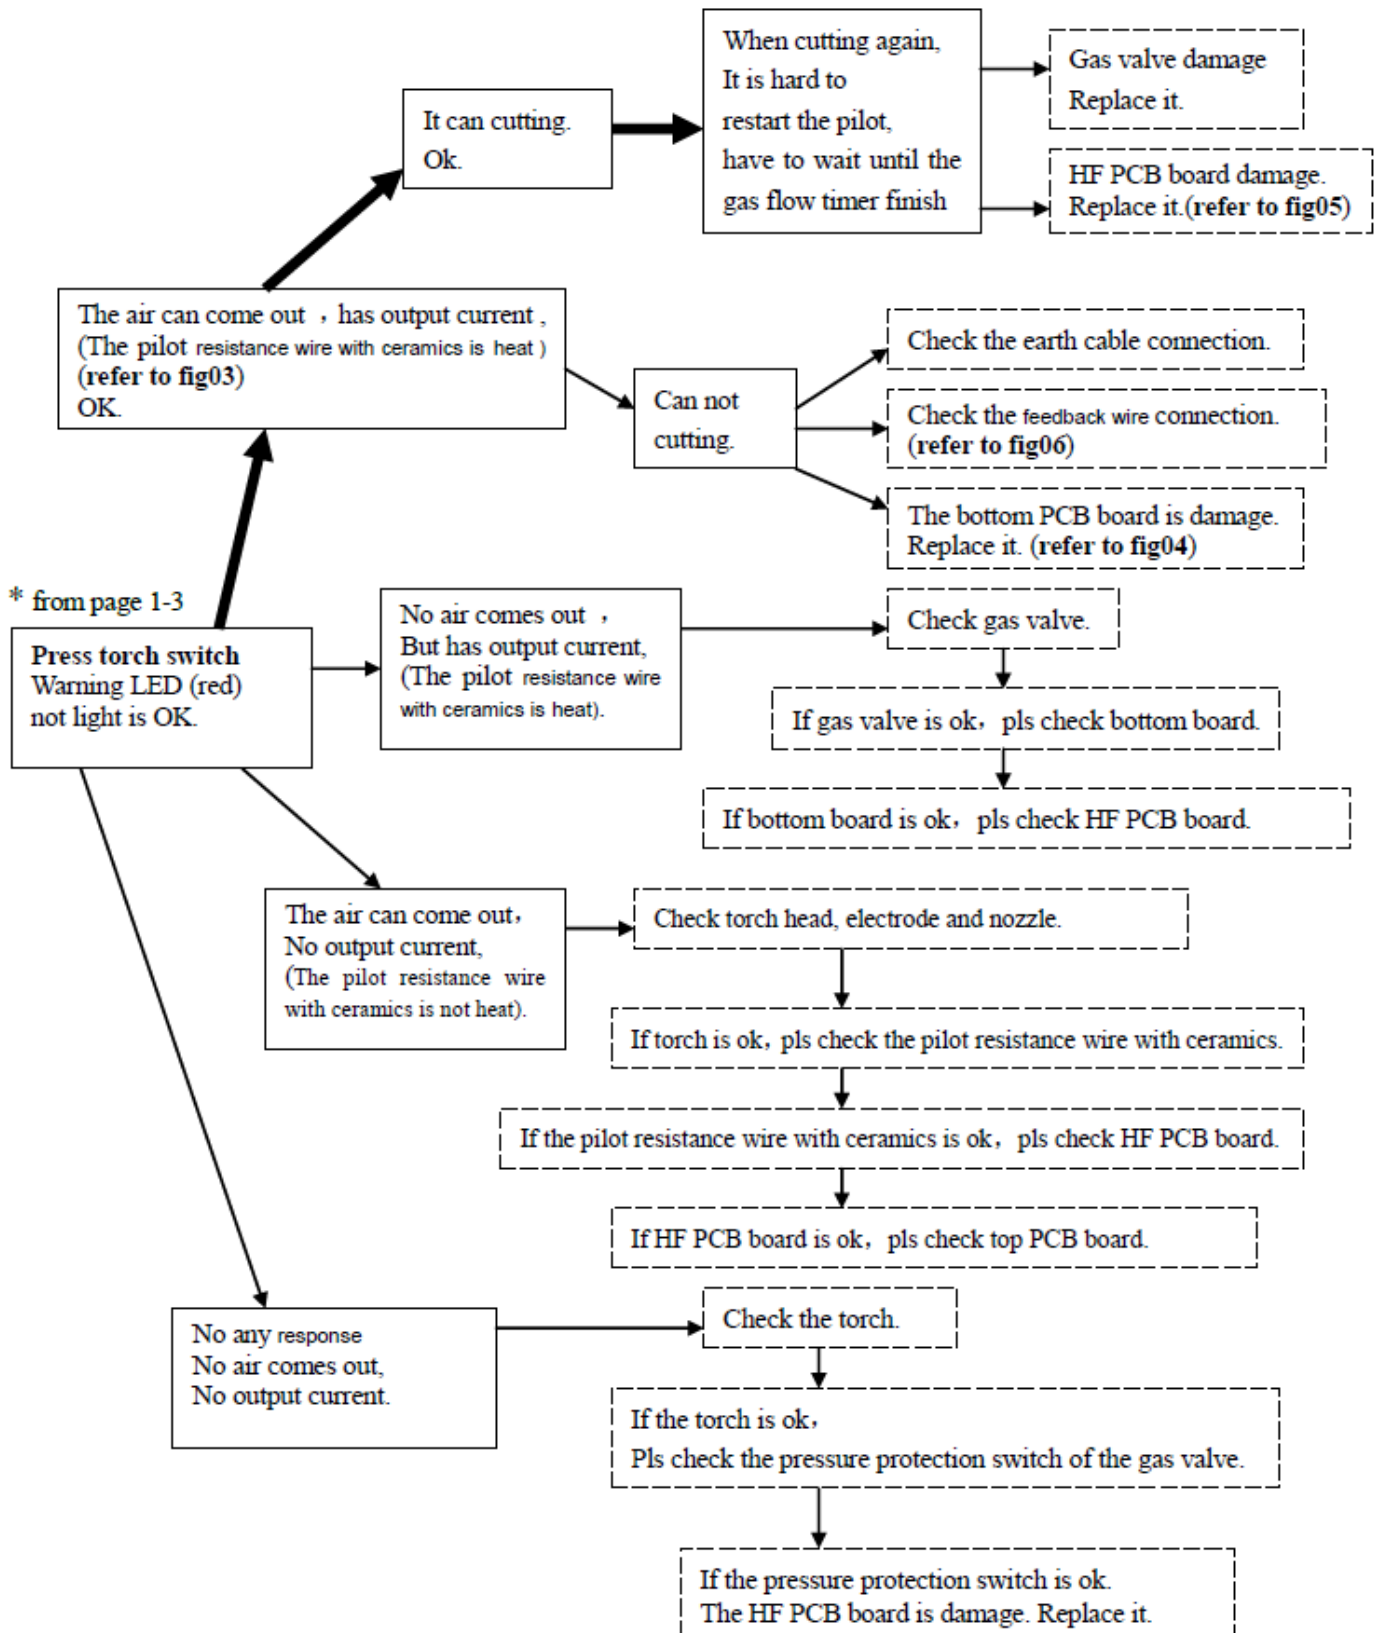 When cutting again,
It is hard to
restart the pilot,
have to wait until the
gas flow timer finish
Gas valve damage
Replace it.
HF PCB board damage.
Replace it.(refer to fig05)
It can cutting.
Ok.
The air can come out ，has output current ,
(The pilot resistance wire with ceramics is heat )
(refer to fig03)
OK.
Can not
cutting.
Check the earth cable connection.
Check the feedback wire connection.
(refer to fig06)
The bottom PCB board is damage.
Replace it. (refer to fig04)
* from page 1-3
Press torch switch
Warning LED (red)
not light is OK.
No air comes out ，
But has output current,
(The pilot resistance wire
with ceramics is heat).
Check gas valve.
If gas valve is ok，pls check bottom board.
If bottom board is ok，pls check HF PCB board.
The air can come out，
No output current,
(The pilot resistance wire
with ceramics is not heat).
Check torch head, electrode and nozzle.
If torch is ok，pls check the pilot resistance wire with ceramics.
If the pilot resistance wire with ceramics is ok，pls check HF PCB board.
If HF PCB board is ok，pls check top PCB board.
No any response
No air comes out,
No output current.
Check the torch.
If the torch is ok，
Pls check the pressure protection switch of the gas valve.
If the pressure protection switch is ok.
The HF PCB board is damage. Replace it.